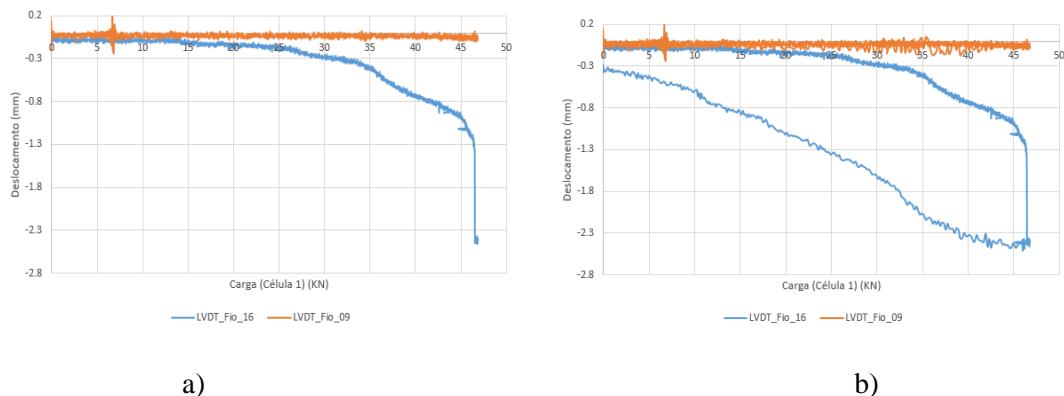 0.2
-0.3
-0.8
-1.3
-1.8
-2.3
-2.8
0 5 10 15 20 25 30 35 40 45 50
Deslocamento (mm)
Carga (Célula 1) (KN)
LVDT_Fio_16 LVDT_Fio_09
a)
0.2
-0.3
-0.8
-1.3
-1.8
-2.3
-2.8
0 5 10 15 20 25 30 35 40 45 50
Deslocamento (mm)
Carga (Célula 1) (KN)
LVDT_Fio_16 LVDT_Fio_09
b)